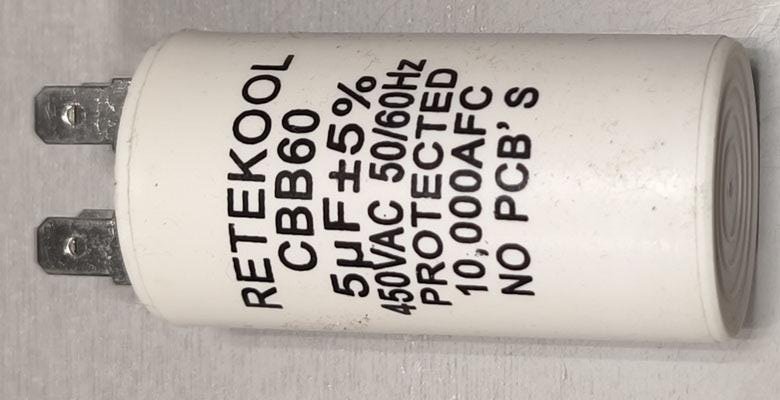 RETEKOOL
CBB60
5µF±5%
450VAC 50/60Hz
PROTECTED
10,000AFC
NO PCB'S